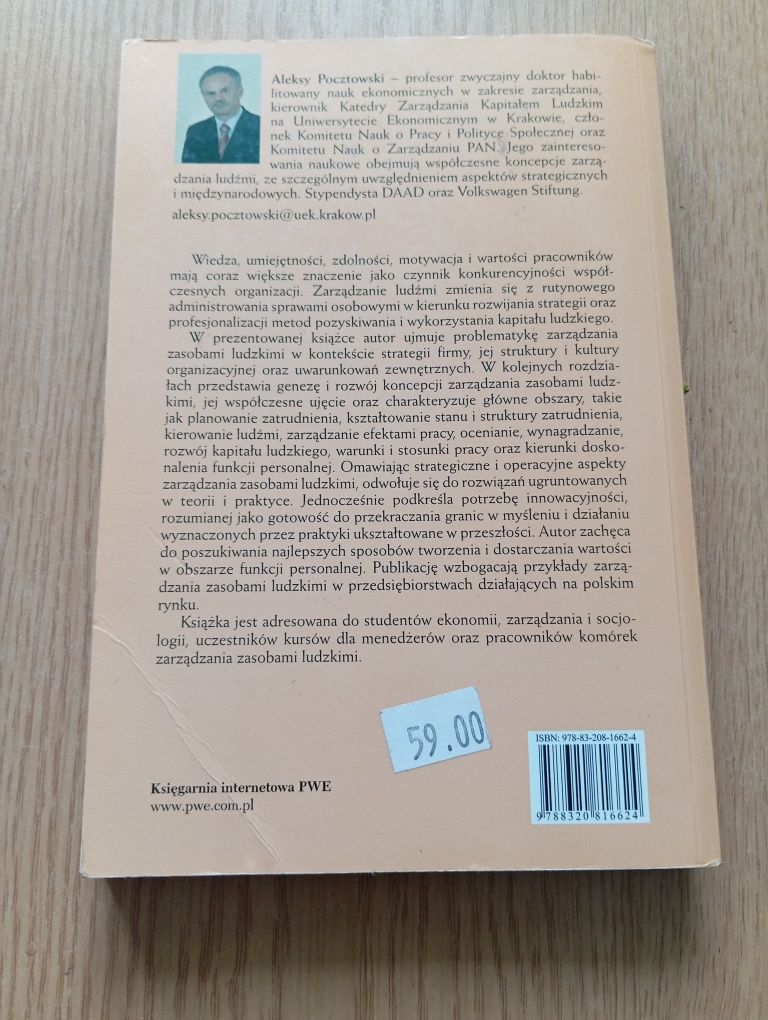 Aleksy Pocztowski – profesor zwyczajny doktor habi-
litowany nauk ekonomicznych w zakresie zarządzania,
kierownik Katedry Zarządzania Kapitałem Ludzkim
na Uniwersytecie Ekonomicznym w Krakowie, czło-
nek Komitetu Nauk o Pracy i Polityce Społecznej oraz
Komitetu Nauk o Zarządzaniu PAN. Jego zaintereso-
wania naukowe obejmują współczesne koncepcje zarzą-
dzania ludźmi, ze szczególnym uwzględnieniem aspektów strategicznych
i międzynarodowych. Stypendysta DAAD oraz Volkswagen Stiftung.
aleksy.pocztowski@uek.krakow.pl
Wiedza, umiejętności, zdolności, motywacja i wartości pracowników
mają coraz większe znaczenie jako czynnik konkurencyjności współ-
czesnych organizacji. Zarządzanie ludźmi zmienia się z rutynowego
administrowania sprawami osobowymi w kierunku rozwijania strategii oraz
profesjonalizacji metod pozyskiwania i wykorzystania kapitału ludzkiego.
W prezentowanej książce autor ujmuje problematykę zarządzania
zasobami ludzkimi w kontekście strategii firmy, jej struktury i kultury
organizacyjnej oraz uwarunkowań zewnętrznych. W kolejnych rozdzia-
łach przedstawia genezę i rozwój koncepcji zarządzania zasobami ludz-
kimi, jej współczesne ujęcie oraz charakteryzuje główne obszary, takie
jak planowanie zatrudnienia, kształtowanie stanu i struktury zatrudnienia,
kierowanie ludźmi, zarządzanie efektami pracy, ocenianie, wynagradzanie,
rozwój kapitału ludzkiego, warunki i stosunki pracy oraz kierunki dosko-
nalenia funkcji personalnej. Omawiając strategiczne i operacyjne aspekty
zarządzania zasobami ludzkimi, odwołuje się do rozwiązań ugruntowanych
w teorii i praktyce. Jednocześnie podkreśla potrzebę innowacyjności,
rozumianej jako gotowość do przekraczania granic w myśleniu i działaniu
wyznaczonych przez praktyki ukształtowane w przeszłości. Autor zachęca
do poszukiwania najlepszych sposobów tworzenia i dostarczania wartości
w obszarze funkcji personalnej. Publikację wzbogacają przykłady zarzą-
dzania zasobami ludzkimi w przedsiębiorstwach działających na polskim
rynku.
Książka jest adresowana do studentów ekonomii, zarządzania i socjo-
logii, uczestników kursów dla menedżerów oraz pracowników komórek
zarządzania zasobami ludzkimi.
59.00
ISBN: 978-83-208-1662-4
9 788320 816624
Księgarnia internetowa PWE
www.pwe.com.pl